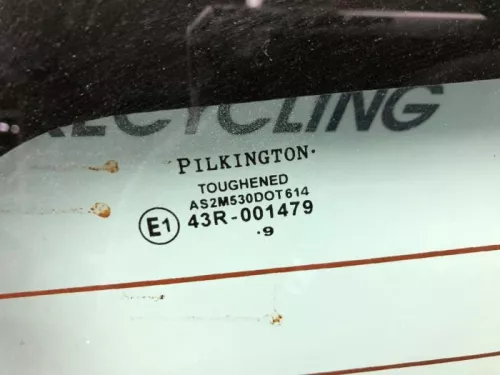 RECYCLING
PILKINGTON·
TOUGHENED
AS2M530DOT614
E1 43R-001479
·9